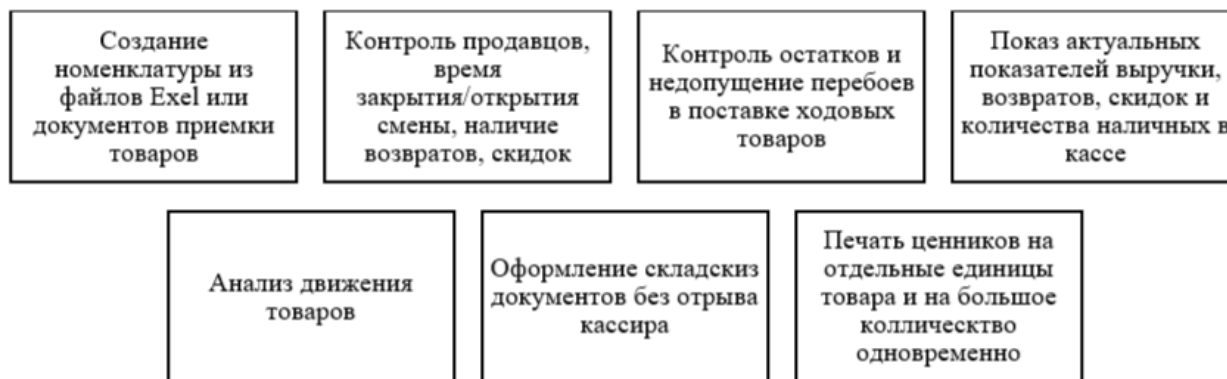 Создание
номенклатуры из
файлов Exel или
документов приемки
товаров
Контроль продавцов,
время
закрытия/открытия
смены, наличие
возвратов, скидок
Контроль остатков и
недопущение перебоев
в поставке ходовых
товаров
Показ актуальных
показателей выручки,
возвратов, скидок и
количества наличных в
кассе
Анализ движения
товаров
Оформление складскиз
документов без отрыва
кассира
Печать ценников на
отдельные единицы
товара и на большое
коллическтво
одновременно